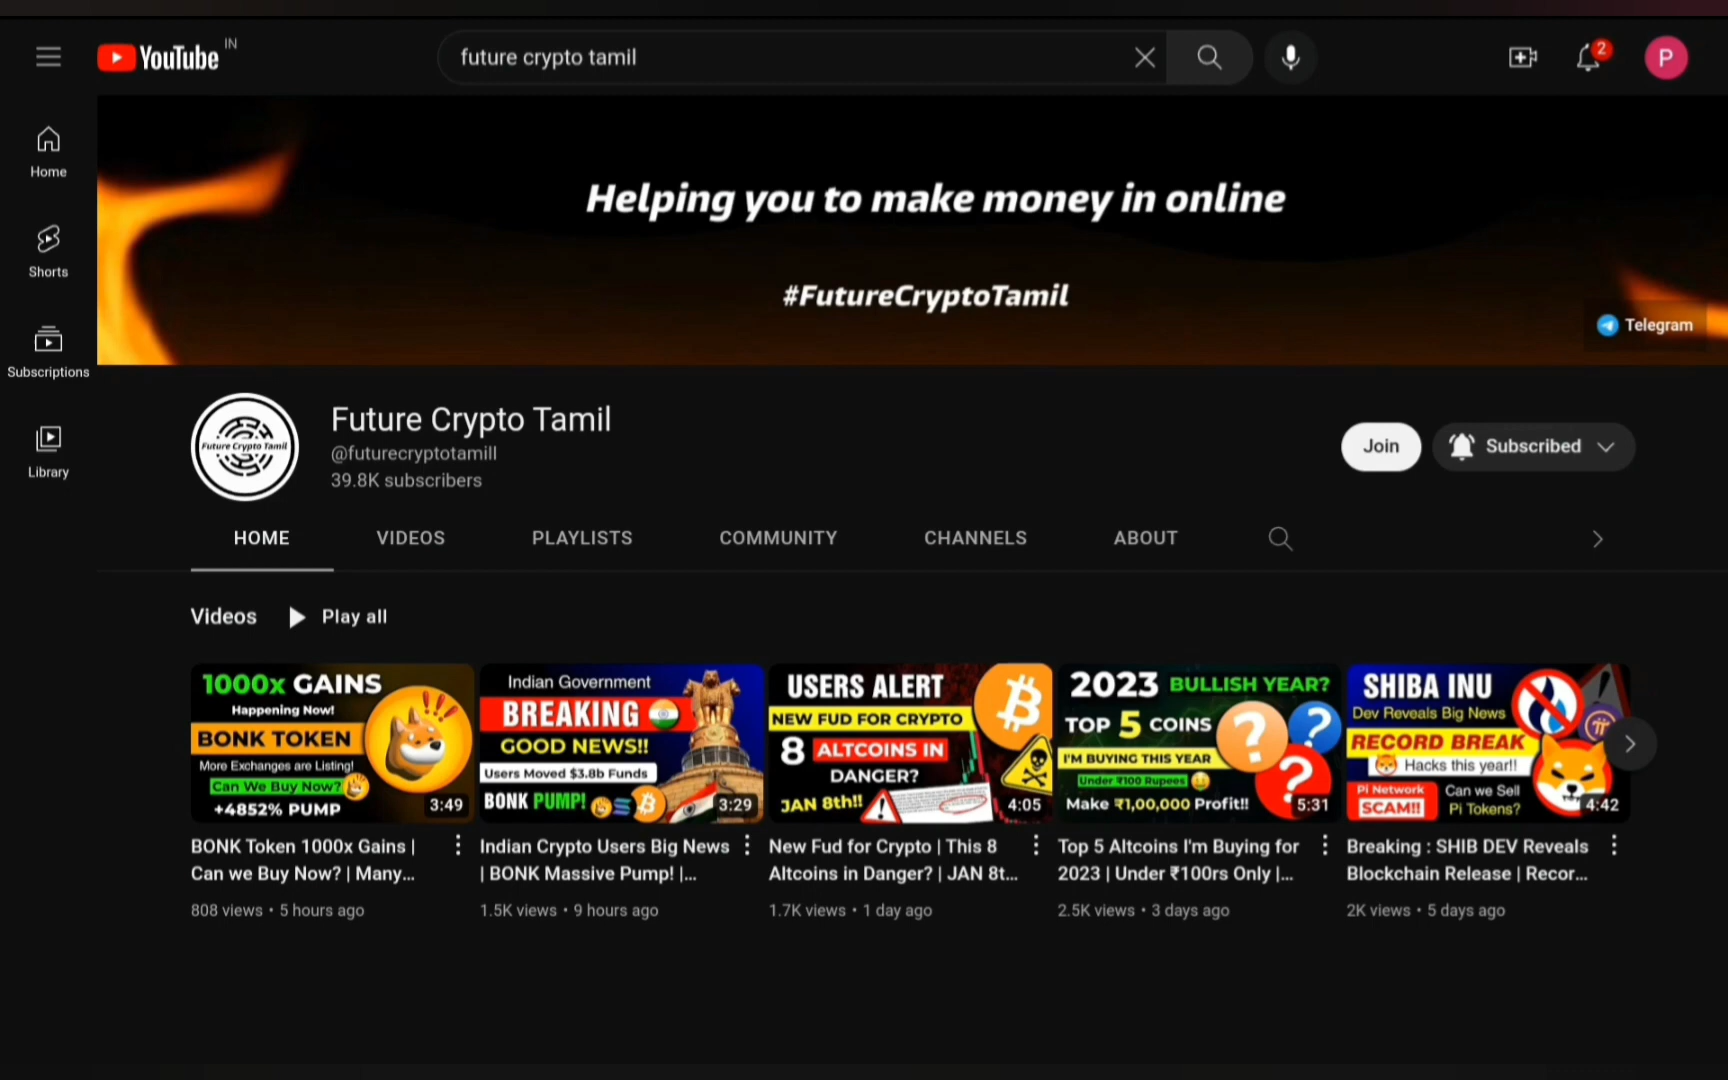 YouTube
IN
future crypto tamil
2
P
Home
Shorts
Subscriptions
Library
Helping you to make money in online
#FutureCryptoTamil
Telegram
Future Crypto Tamil
Future Crypto Tamil
@futurecryptotamill
39.8K subscribers
Join
Subscribed
HOME
VIDEOS
PLAYLISTS
COMMUNITY
CHANNELS
ABOUT
Videos
Play all
1000x GAINS
Happening Now!
BONK TOKEN
More Exchanges are Listing!
Can We Buy Now?
+4852% PUMP
3:49
BONK Token 1000x Gains |
Can we Buy Now? | Many...
808 views • 5 hours ago
Indian Government
BREAKING
GOOD NEWS!!
Users Moved $3.8b Funds
BONK PUMP!
3:29
Indian Crypto Users Big News
| BONK Massive Pump! |...
1.5K views • 9 hours ago
USERS ALERT
NEW FUD FOR CRYPTO
8 ALTCOINS IN
DANGER?
JAN 8th!!
4:05
New Fud for Crypto | This 8
Altcoins in Danger? | JAN 8t...
1.7K views • 1 day ago
2023 BULLISH YEAR?
TOP 5 COINS
I'M BUYING THIS YEAR
Under ₹100 Rupees
Make ₹1,00,000 Profit!!
5:31
Top 5 Altcoins I'm Buying for
2023 | Under ₹100rs Only |...
2.5K views • 3 days ago
SHIBA INU
Dev Reveals Big News
RECORD BREAK
Hacks this year!!
Pi Network
SCAM!!
Can we Sell
Pi Tokens?
4:42
Breaking : SHIB DEV Reveals
Blockchain Release | Recor...
2K views • 5 days ago